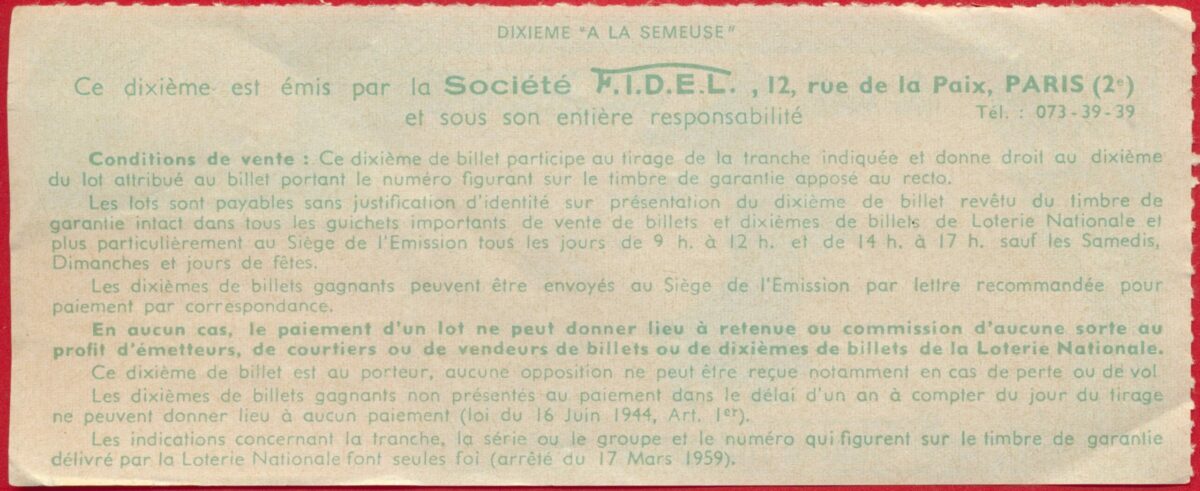 DIXIEME "A LA SEMEUSE"
Ce dixième est émis par la Société F.I.D.E.L. , 12, rue de la Paix, PARIS (2e)
et sous son entière responsabilité
Tél. : 073-39-39
Conditions de vente : Ce dixième de billet participe au tirage de la tranche indiquée et donne droit au dixième
du lot attribué au billet portant le numéro figurant sur le timbre de garantie apposé au recto.
Les lots sont payables sans justification d'identité sur présentation du dixième de billet revêtu du timbre de
garantie intact dans tous les guichets importants de vente de billets et dixièmes de billets de Loterie Nationale et
plus particulièrement au Siège de l'Emission tous les jours de 9 h. à 12 h. et de 14 h. à 17 h. sauf les Samedis,
Dimanches et jours de fêtes.
Les dixièmes de billets gagnants peuvent être envoyés au Siège de l'Emission par lettre recommandée pour
paiement par correspondance.
En aucun cas, le paiement d'un lot ne peut donner lieu à retenue ou commission d'aucune sorte au
profit d'émetteurs, de courtiers ou de vendeurs de billets ou de dixièmes de billets de la Loterie Nationale.
Ce dixième de billet est au porteur, aucune opposition ne peut être reçue notamment en cas de perte ou de vol
Les dixièmes de billets gagnants non présentés au paiement dans le délai d'un an à compter du jour du tirage
ne peuvent donner lieu à aucun paiement (loi du 16 Juin 1944, Art. 1er).
Les indications concernant la tranche, la série ou le groupe et le numéro qui figurent sur le timbre de garantie
délivré par la Loterie Nationale font seules foi (arrêté du 17 Mars 1959).